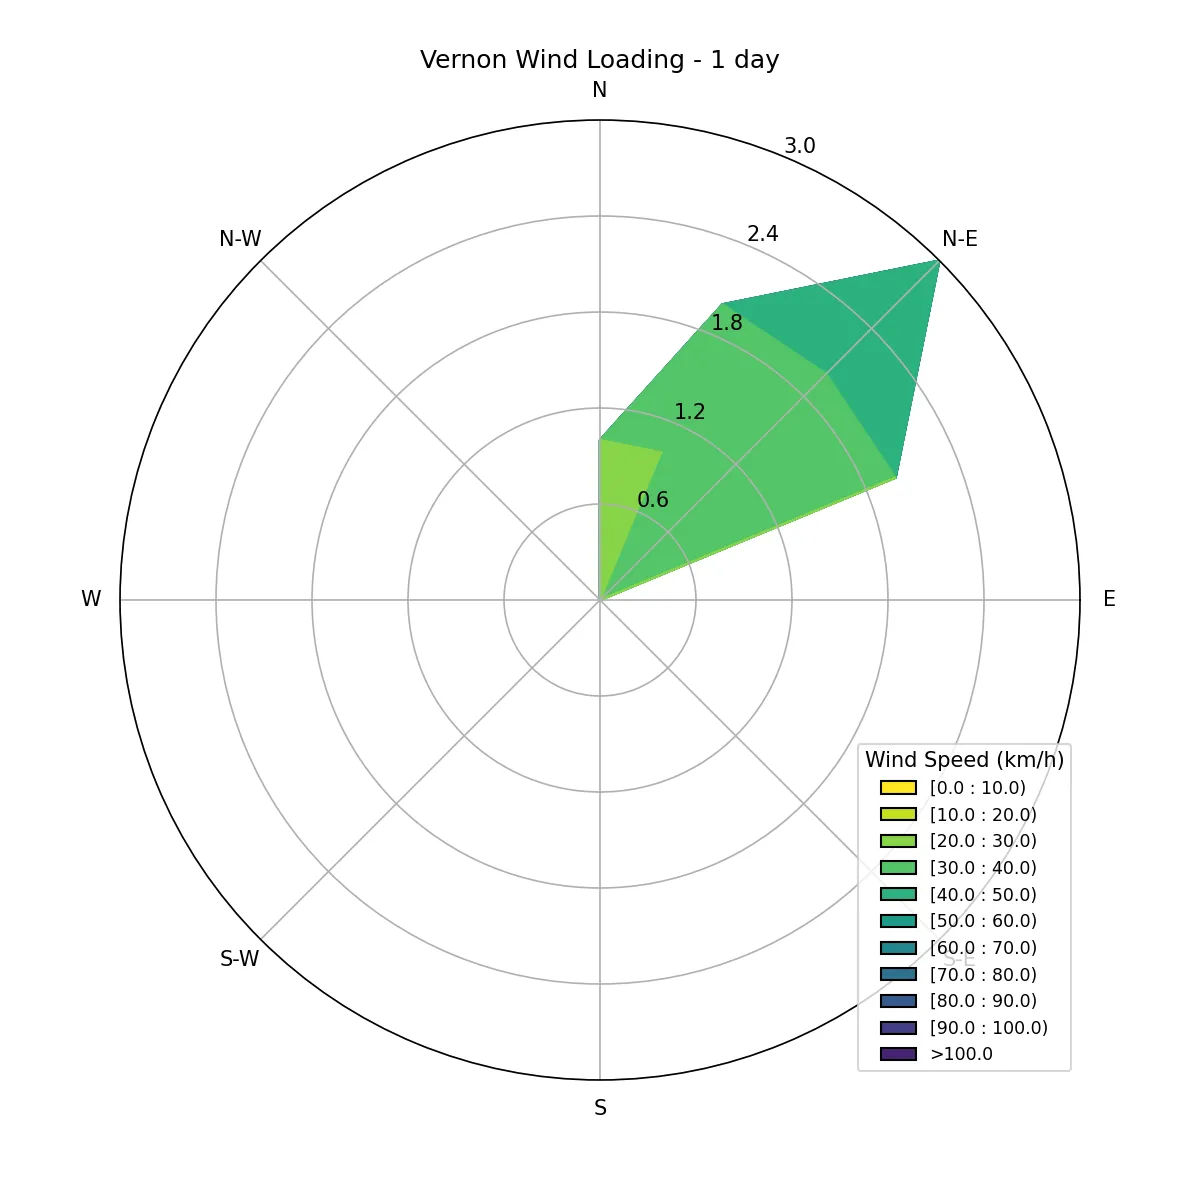 Vernon Wind Loading - 1 day
N
3.0
2.4
N-W
N-E
1.8
1.2
0.6
W
E
Wind Speed (km/h)
[0.0 : 10.0)
[10.0 : 20.0)
[20.0 : 30.0)
[30.0 : 40.0)
[40.0 : 50.0)
[50.0 : 60.0)
[60.0 : 70.0)
[70.0 : 80.0)
[80.0 : 90.0)
[90.0 : 100.0)
>100.0
S-W
S-E
S